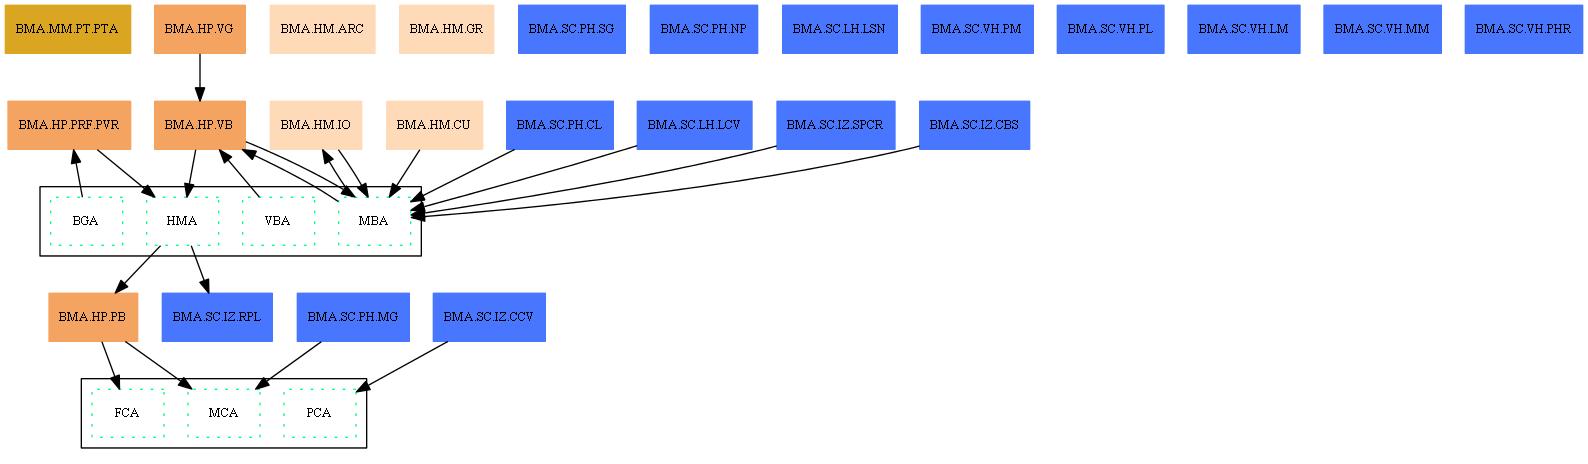 BMA.MM.PT.PTA
BMA.HP.VG
BMA.HM.ARC
BMA.HM.GR
BMA.SC.PH.SG
BMA.SC.PH.NP
BMA.SC.LH.LSN
BMA.SC.VH.PM
BMA.SC.VH.PL
BMA.SC.VH.LM
BMA.SC.VH.MM
BMA.SC.VH.PHR
BMA.HP.PRF.PVR
BMA.HP.VB
BMA.HM.IO
BMA.HM.CU
BMA.SC.PH.CL
BMA.SC.LH.LCV
BMA.SC.IZ.SPCR
BMA.SC.IZ.CBS
BGA
HMA
VBA
MBA
BMA.HP.PB
BMA.SC.IZ.RPL
BMA.SC.PH.MG
BMA.SC.IZ.CCV
FCA
MCA
PCA